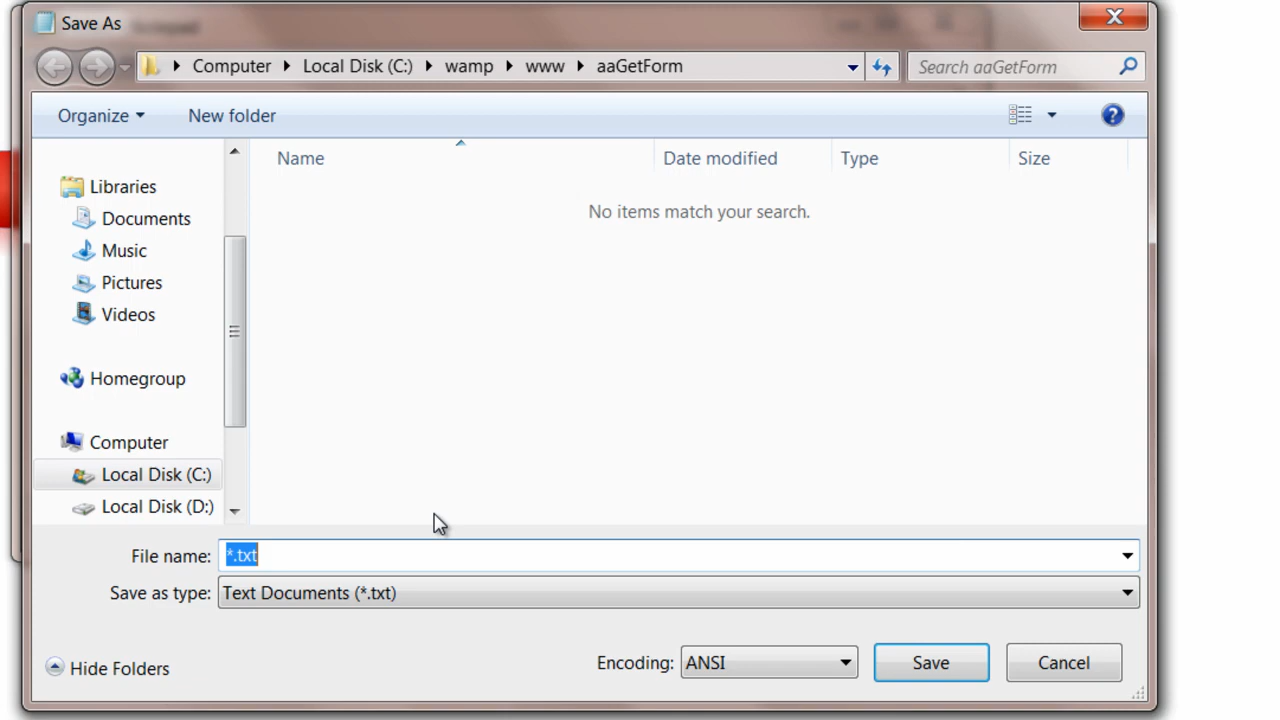 Save As
Notepad
Computer Local Disk (C:) wamp www aaGetForm
Search aaGetForm
Organize New folder
Name Date modified Type Size
No items match your search.
Libraries
Documents
Music
Pictures
Videos
Homegroup
Computer
Local Disk (C:)
Local Disk (D:)
File name: *.txt
Save as type: Text Documents (*.txt)
Hide Folders
Encoding: ANSI Save Cancel